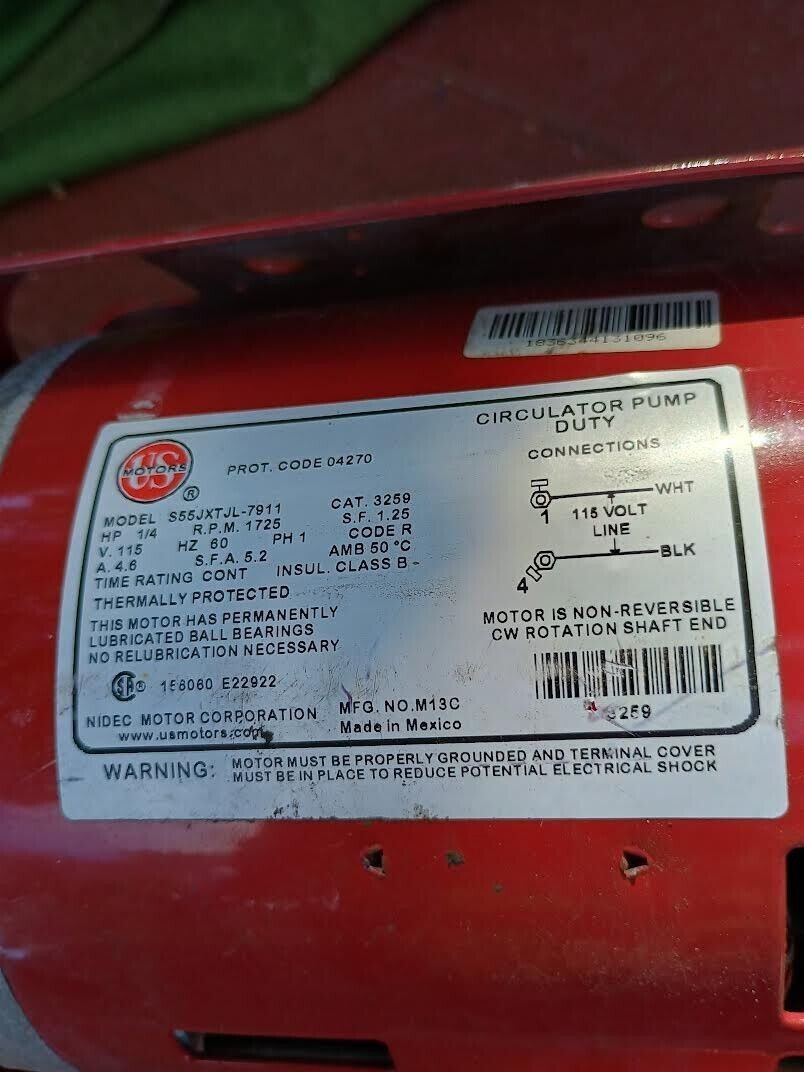 1836344131096
CIRCULATOR PUMP
DUTY
CONNECTIONS
US
MOTORS
®
PROT. CODE 04270
MODEL S55JXTJL-7911 CAT. 3259
HP 1/4 R.P.M. 1725 S.F. 1.25
V. 115 HZ 60 PH 1 CODE R
A. 4.6 S.F.A. 5.2 AMB 50 °C
TIME RATING CONT INSUL. CLASS B-
THERMALLY PROTECTED
THIS MOTOR HAS PERMANENTLY
LUBRICATED BALL BEARINGS
NO RELUBRICATION NECESSARY
WHT
1 115 VOLT
LINE
BLK
4
MOTOR IS NON-REVERSIBLE
CW ROTATION SHAFT END
3259
E22922
NIDEC MOTOR CORPORATION MFG. NO.M13C
www.usmotors.com Made in Mexico
WARNING: MOTOR MUST BE PROPERLY GROUNDED AND TERMINAL COVER
MUST BE IN PLACE TO REDUCE POTENTIAL ELECTRICAL SHOCK